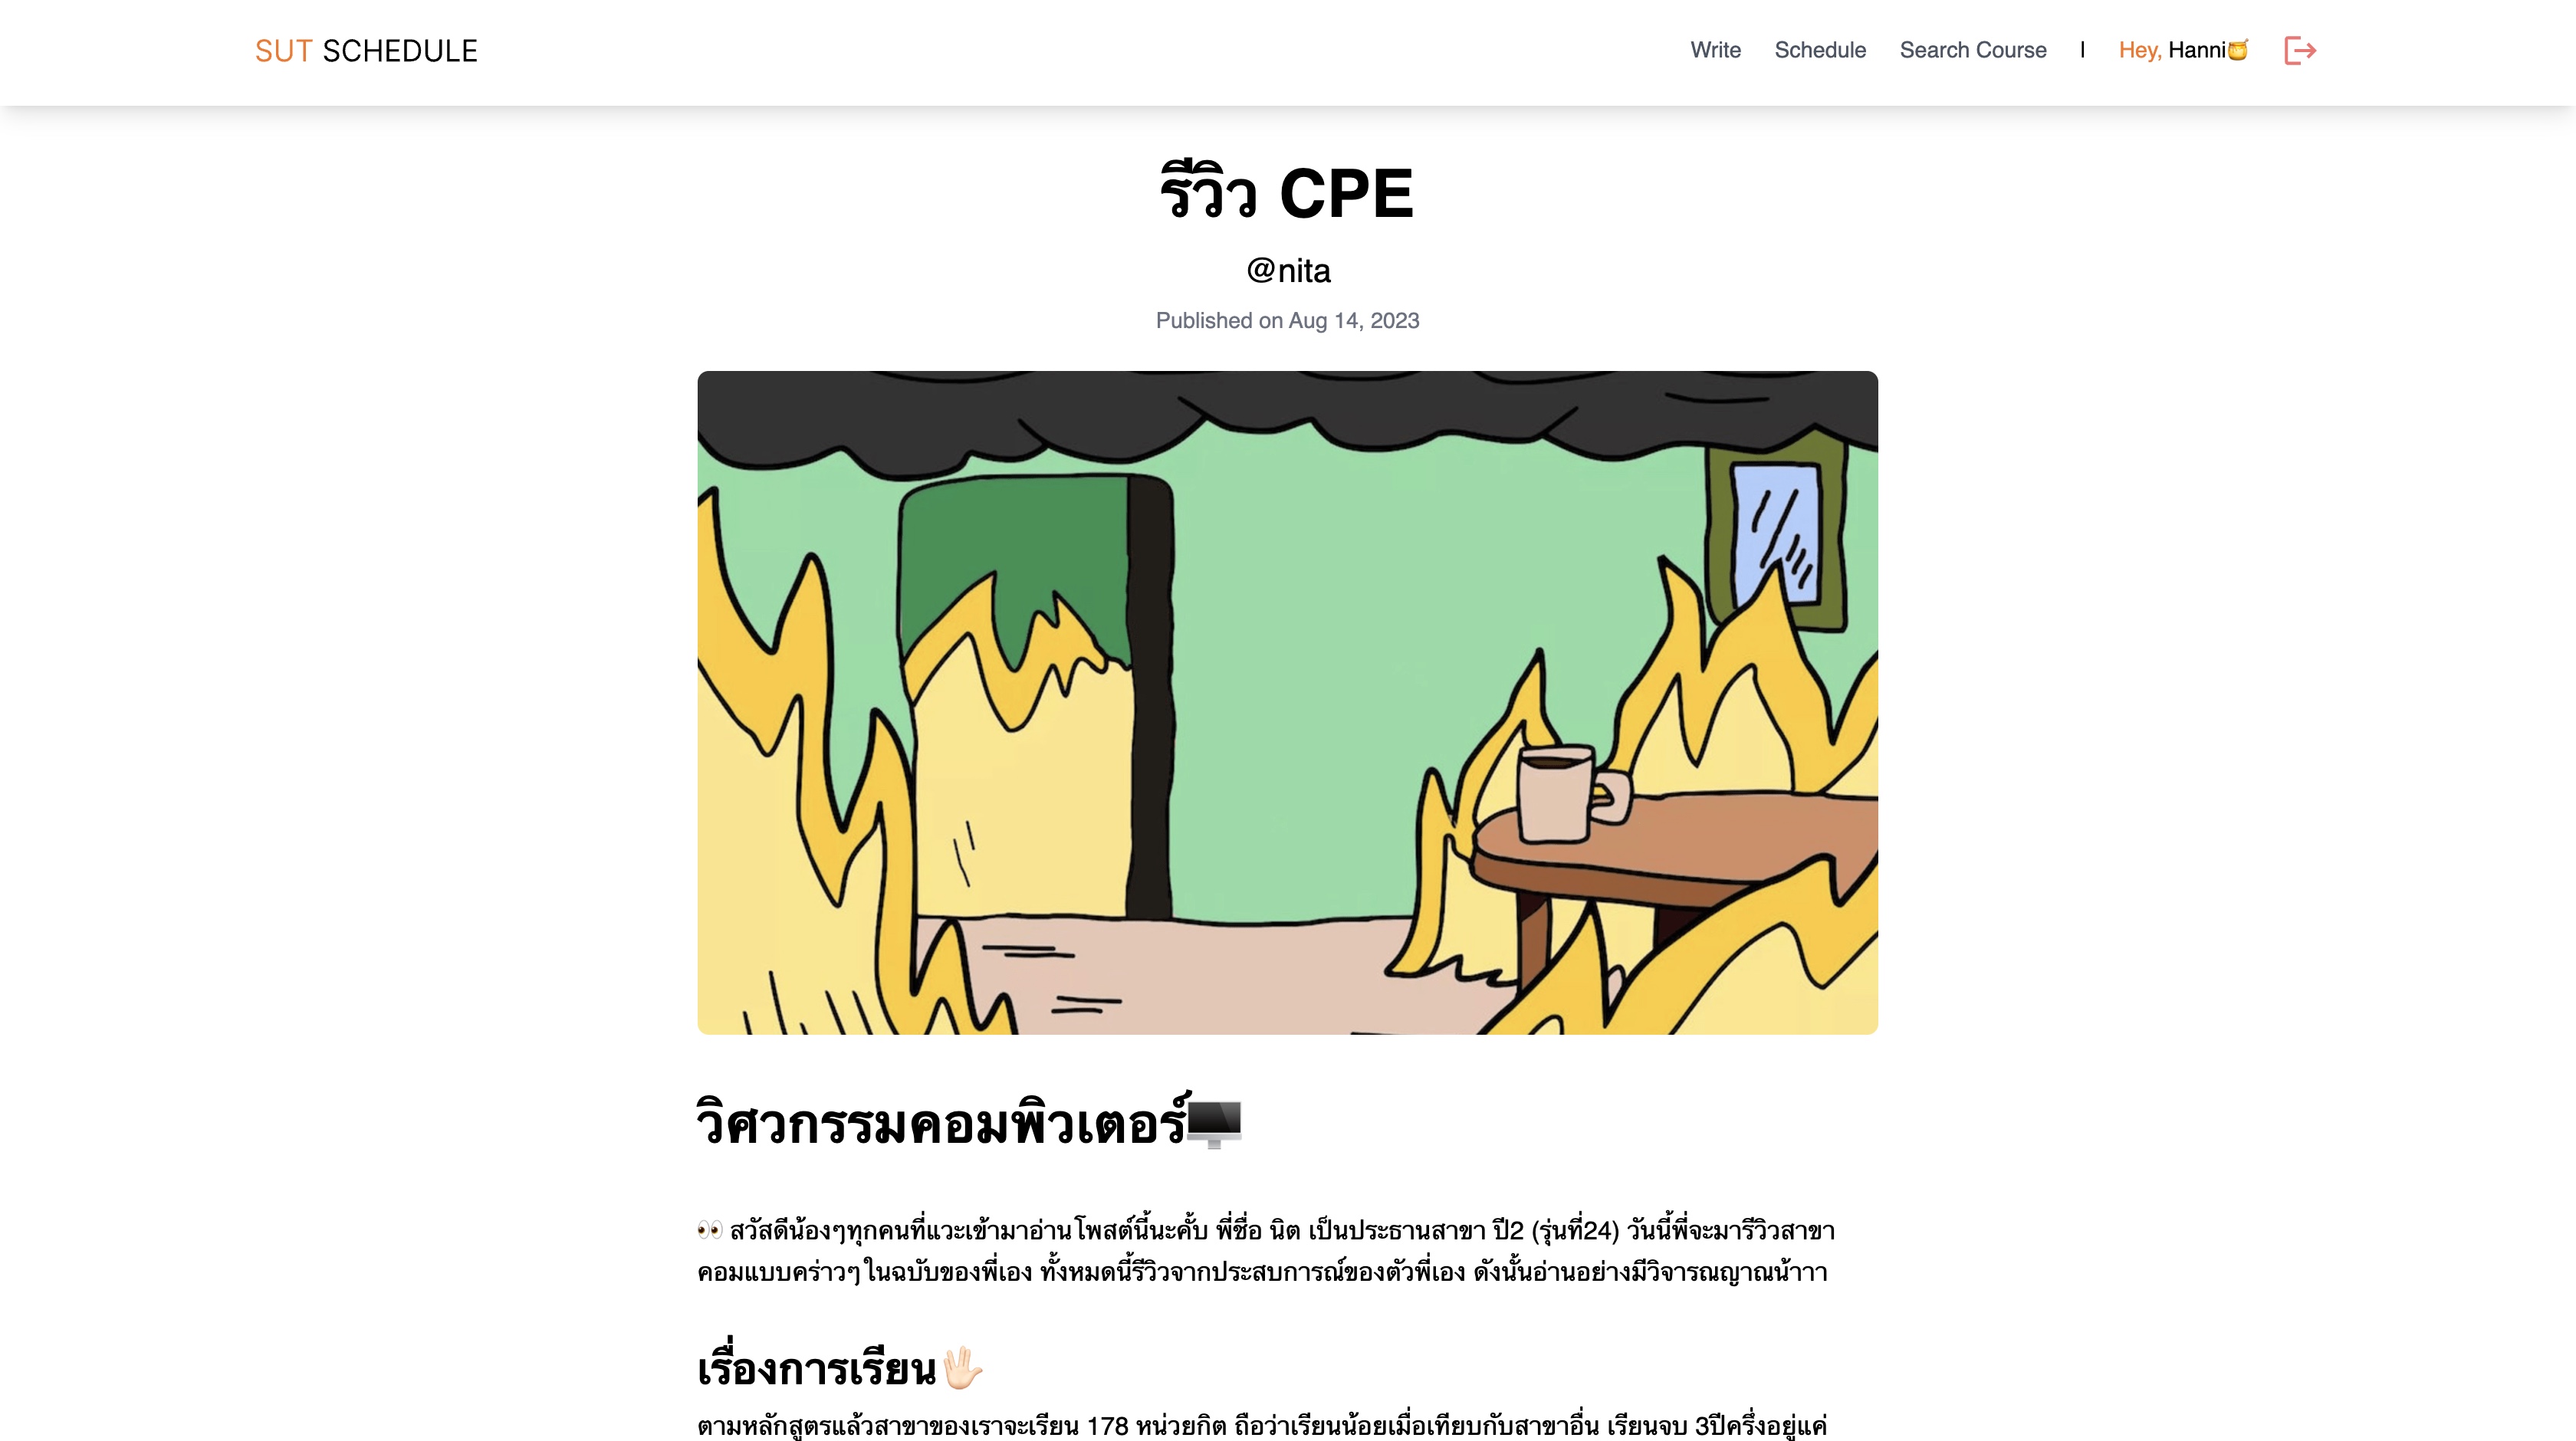 SUT SCHEDULE
Write Schedule Search Course | Hey, Hanni🍯
รีวิว CPE
@nita
Published on Aug 14, 2023
วิศวกรรมคอมพิวเตอร์🖥️
👀 สวัสดีน้องๆทุกคนที่แวะเข้ามาอ่านโพสต์นี้นะคั้บ พี่ชื่อ นิต เป็นประธานสาขา ปี2 (รุ่นที่24) วันนี้พี่จะมารีวิวสาขา
คอมแบบคร่าวๆในฉบับของพี่เอง ทั้งหมดนี้รีวิวจากประสบการณ์ของตัวพี่เอง ดังนั้นอ่านอย่างมีวิจารณญาณน้าาา
เรื่องการเรียน🖖🏻
ตามหลักสูตรแล้วสาขาของเราจะเรียน 178 หน่วยกิต ถือว่าเรียนน้อยเมื่อเทียบกับสาขาอื่น เรียนจบ 3ปีครึ่งอยู่แค่